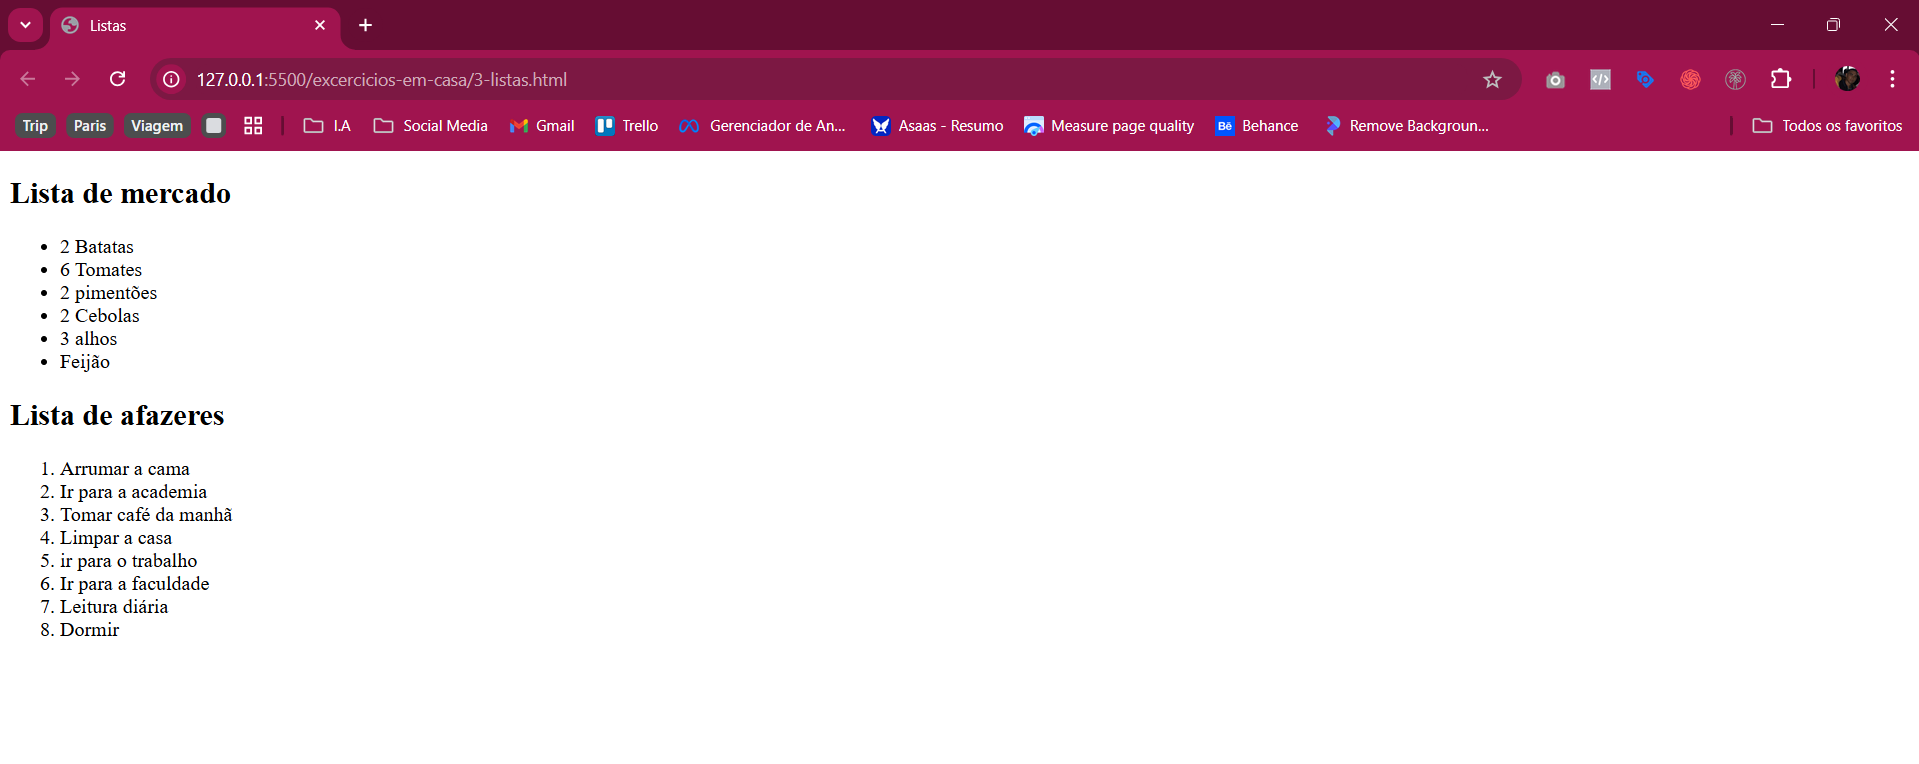 Listas
127.0.0.1:5500/excercicios-em-casa/3-listas.html
Trip Paris Viagem I.A Social Media Gmail Trello Gerenciador de An... Asaas - Resumo Measure page quality Bē Behance Remove Backgroun... Todos os favoritos
Lista de mercado
• 2 Batatas
• 6 Tomates
• 2 pimentões
• 2 Cebolas
• 3 alhos
• Feijão
Lista de afazeres
1. Arrumar a cama
2. Ir para a academia
3. Tomar café da manhã
4. Limpar a casa
5. ir para o trabalho
6. Ir para a faculdade
7. Leitura diária
8. Dormir